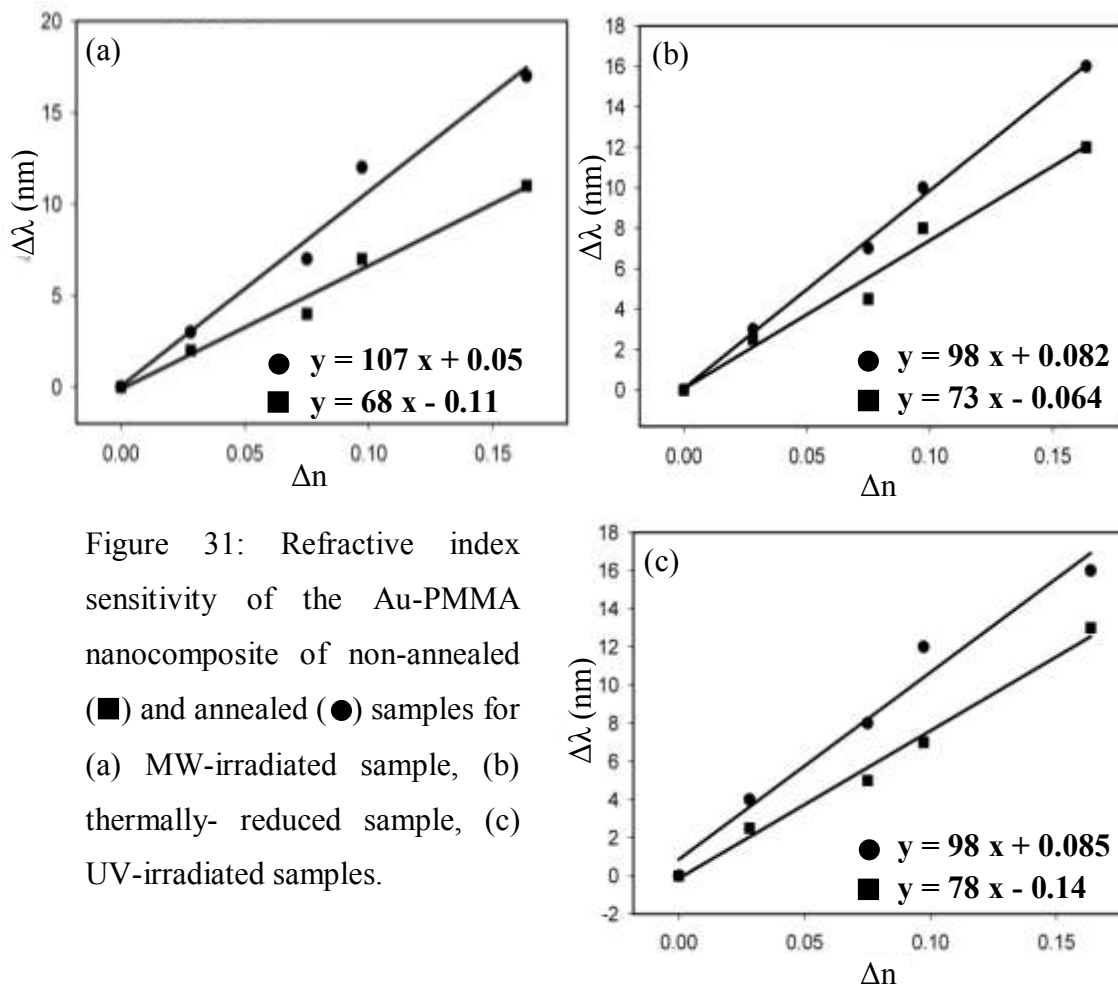 (a)
20
15
10
5
0
Δλ (nm)
● y = 107 x + 0.05
■ y = 68 x - 0.11
0.00 0.05 0.10 0.15
Δn
(b)
18
16
14
12
10
8
6
4
2
0
-2
Δλ (nm)
● y = 98 x + 0.082
■ y = 73 x - 0.064
0.00 0.05 0.10 0.15
Δn
Figure 31: Refractive index
sensitivity of the Au-PMMA
nanocomposite of non-annealed
(■) and annealed (●) samples for
(a) MW-irradiated sample, (b)
thermally- reduced sample, (c)
UV-irradiated samples.
(c)
18
16
14
12
10
8
6
4
2
0
-2
Δλ (nm)
● y = 98 x + 0.085
■ y = 78 x - 0.14
0.00 0.05 0.10 0.15
Δn